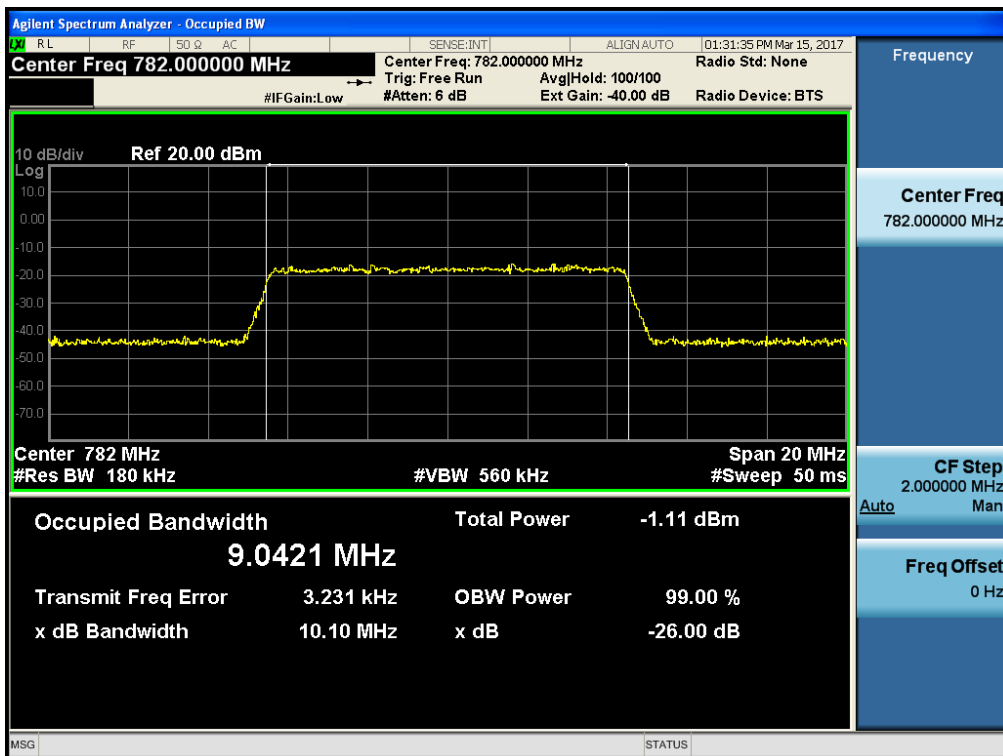 Agilent Spectrum Analyzer - Occupied BW
LXI RL RF 50 Ω AC SENSE:INT ALIGN AUTO 01:31:35 PM Mar 15, 2017
Center Freq 782.000000 MHz
Center Freq: 782.000000 MHz Radio Std: None
Trig: Free Run Avg|Hold: 100/100
#IFGain:Low #Atten: 6 dB Ext Gain: -40.00 dB Radio Device: BTS
10 dB/div Ref 20.00 dBm
Log
10.0
0.00
-10.0
-20.0
-30.0
-40.0
-50.0
-60.0
-70.0
Center 782 MHz Span 20 MHz
#Res BW 180 kHz #VBW 560 kHz #Sweep 50 ms
Occupied Bandwidth Total Power -1.11 dBm
9.0421 MHz
Transmit Freq Error 3.231 kHz OBW Power 99.00 %
x dB Bandwidth 10.10 MHz x dB -26.00 dB
MSG STATUS
Frequency
Center Freq
782.000000 MHz
CF Step
2.000000 MHz
Auto Man
Freq Offset
0 Hz